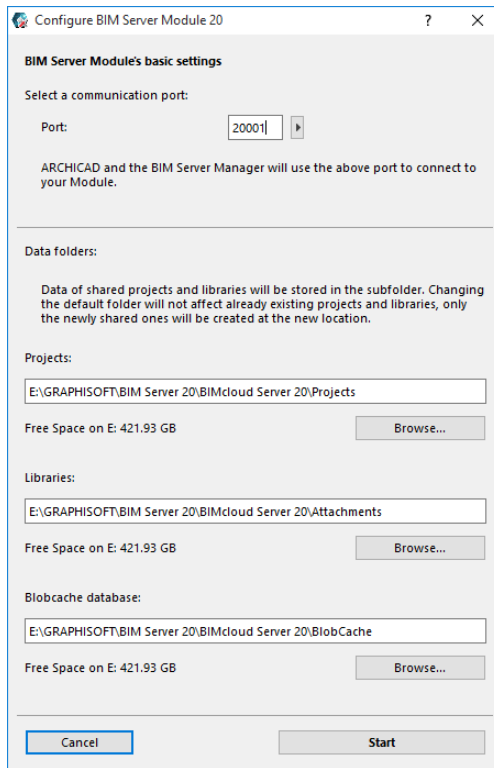 Configure BIM Server Module 20
BIM Server Module's basic settings
Select a communication port:
Port:
20001
ARCHICAD and the BIM Server Manager will use the above port to connect to
your Module.
Data folders:
Data of shared projects and libraries will be stored in the subfolder. Changing
the default folder will not affect already existing projects and libraries, only
the newly shared ones will be created at the new location.
Projects:
E:\GRAPHISOFT\BIM Server 20\BIMcloud Server 20\Projects
Free Space on E: 421.93 GB
Browse...
Libraries:
E:\GRAPHISOFT\BIM Server 20\BIMcloud Server 20\Attachments
Free Space on E: 421.93 GB
Browse...
Blobcache database:
E:\GRAPHISOFT\BIM Server 20\BIMcloud Server 20\BlobCache
Free Space on E: 421.93 GB
Browse...
Cancel
Start